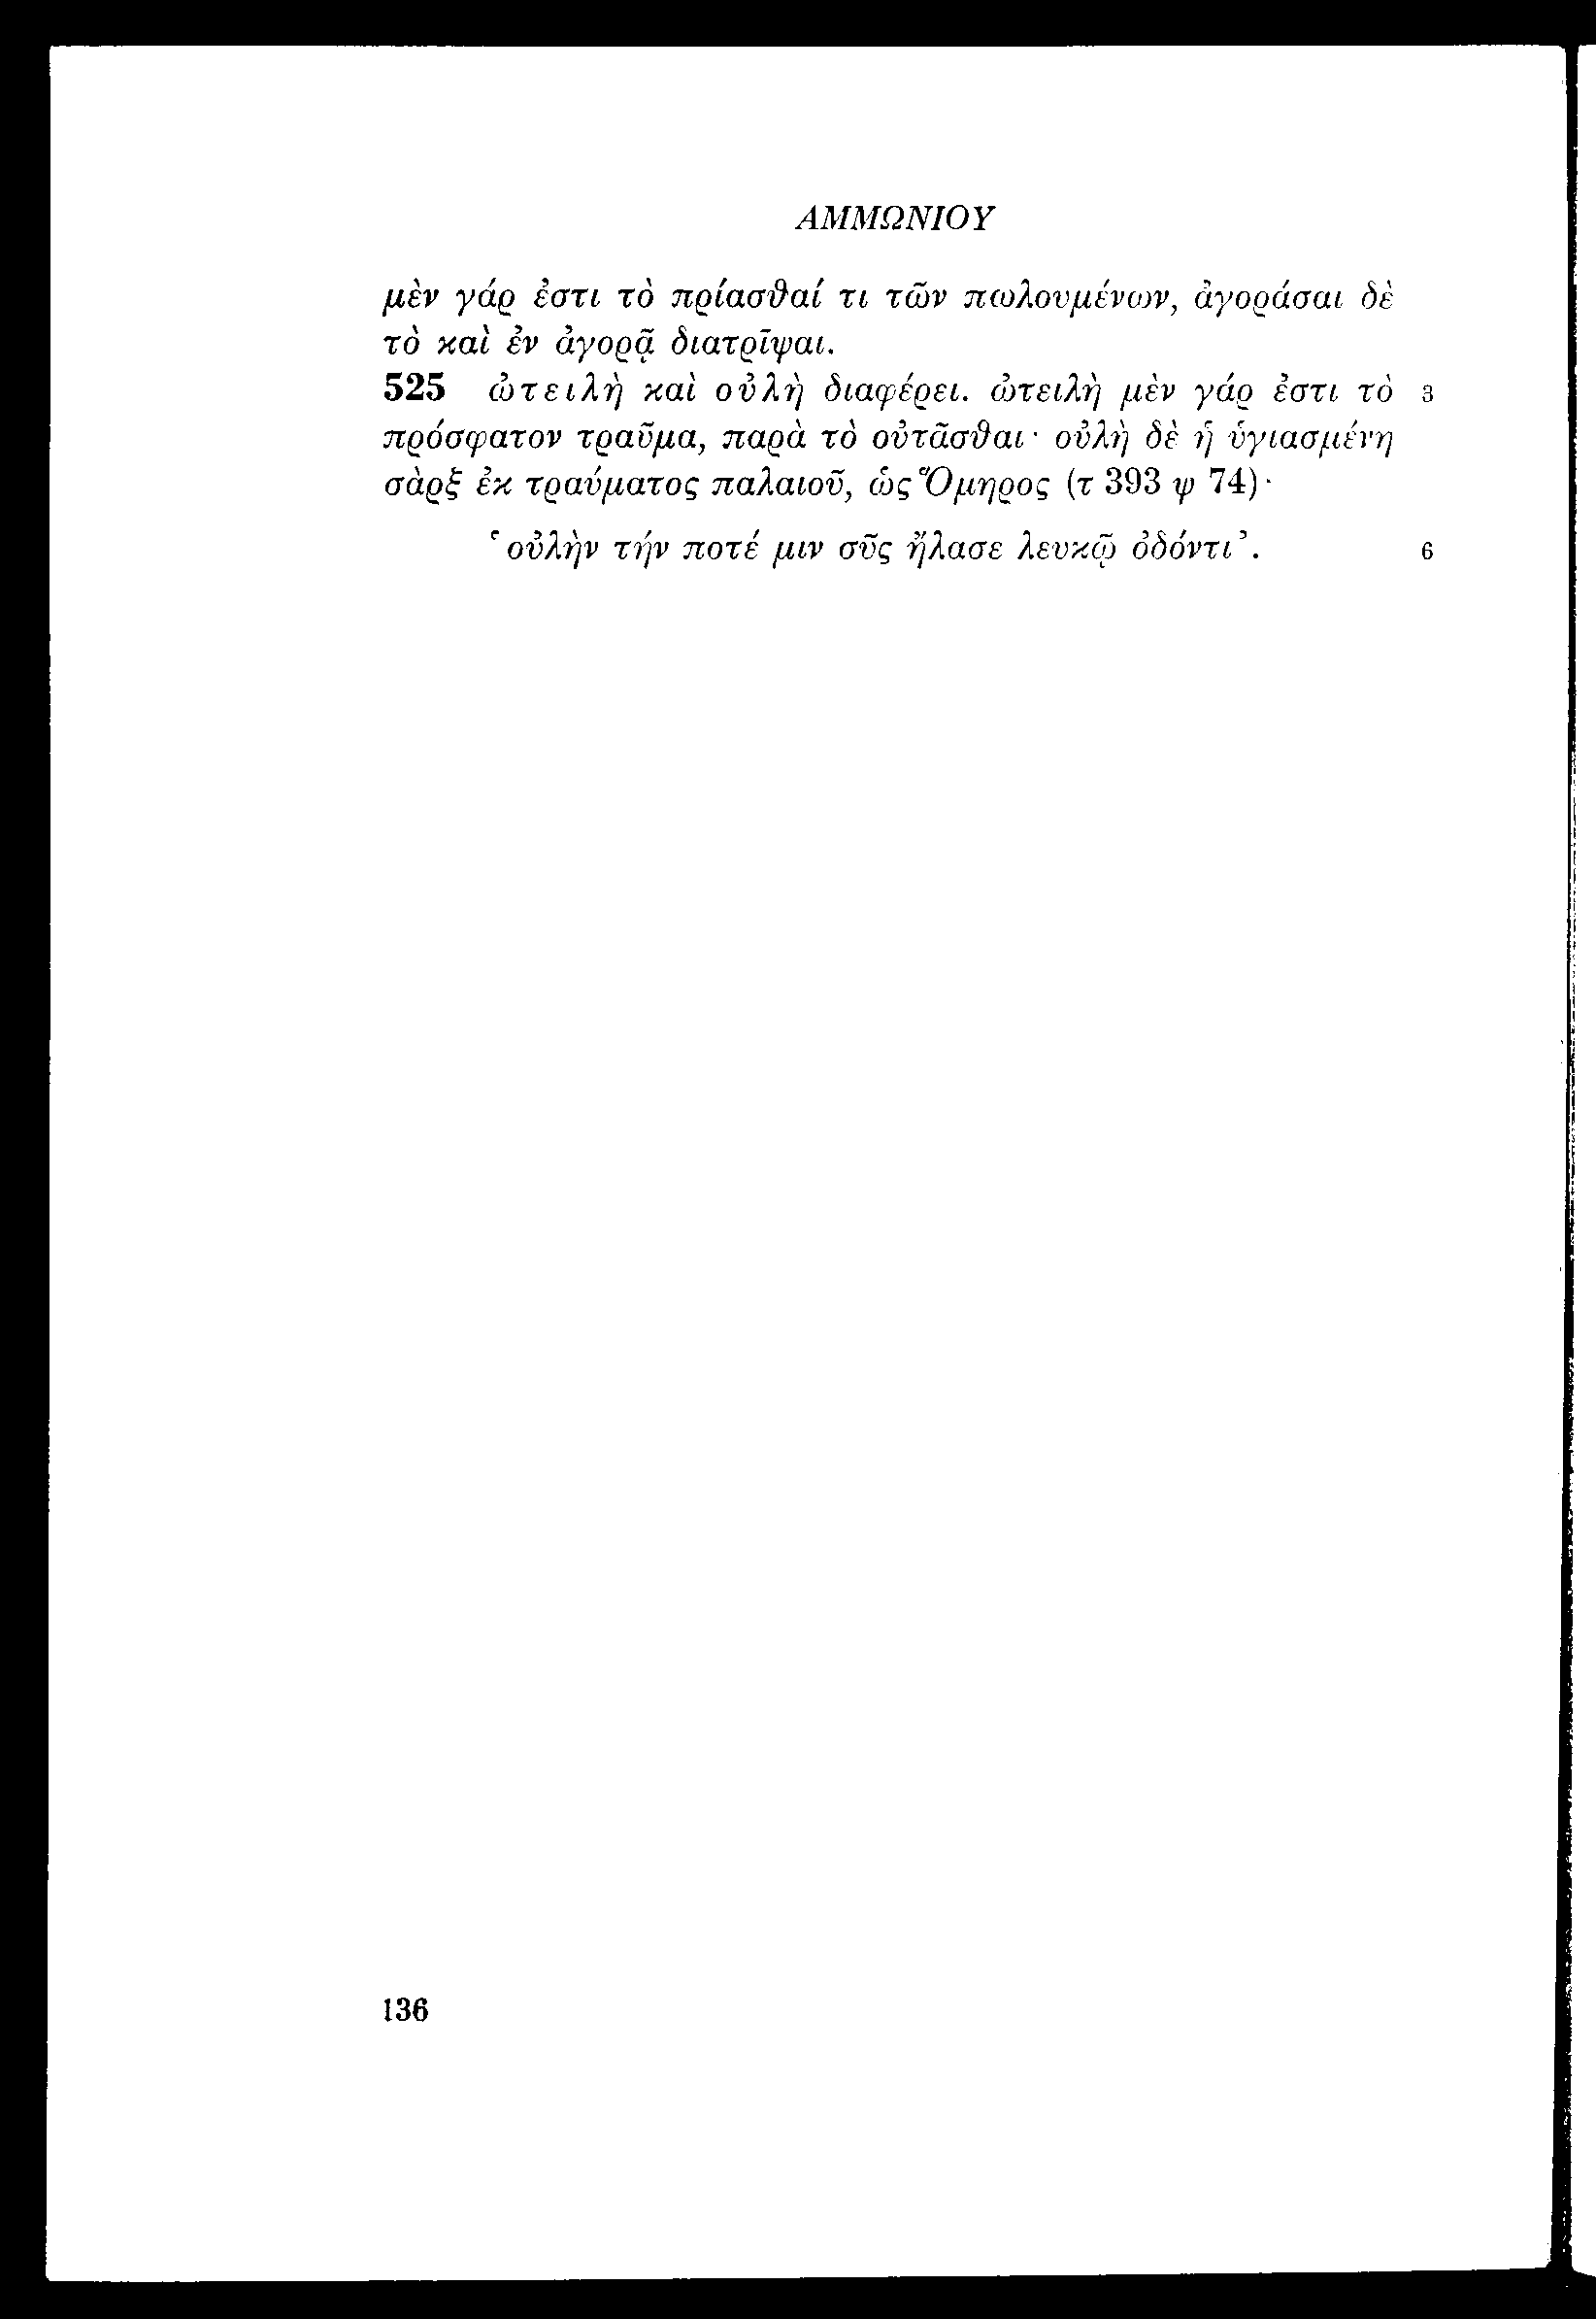 ΑΜΜΩΝΙΟΥ
μὲν γάρ ἐστι τὸ πρίασϑαί τι τῶν πωλουμένων, ἀγοράσαι δὲ
τὸ καὶ ἐν ἀγορᾷ διατρῖψαι.
525 ὠτειλὴ καὶ οὐλὴ διαφέρει. ὠτειλὴ μὲν γάρ ἐστι τὸ 3
πρόσφατον τραῦμα, παρὰ τὸ οὐτᾶσϑαι· οὐλὴ δὲ ἡ ὑγιασμένη
σὰρξ ἐκ τραύματος παλαιοῦ, ὡς Ὅμηρος (τ 393 ψ 74)·
‛οὐλὴν τήν ποτέ μιν σῦς ἤλασε λευκῷ ὀδόντι’. 6
136